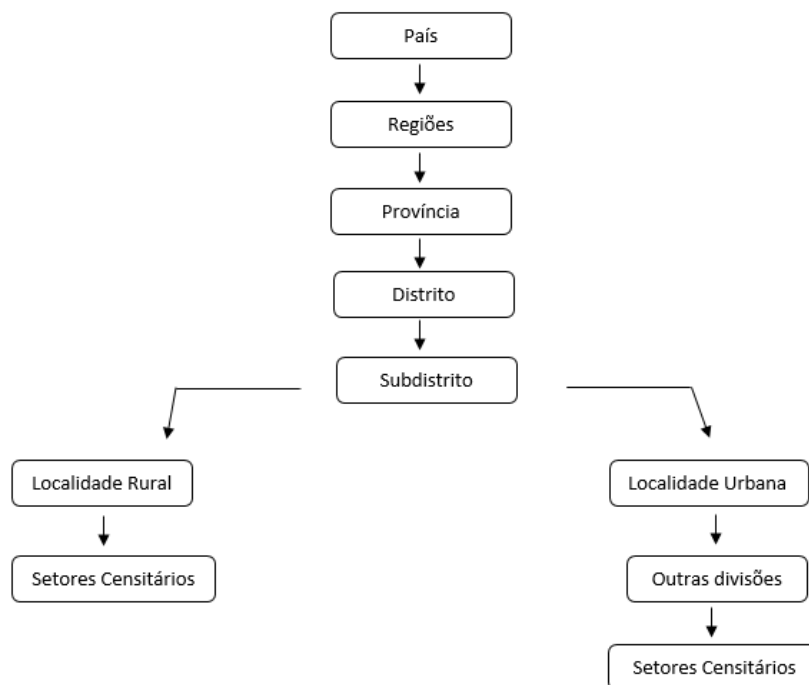 País
Regiões
Província
Distrito
Subdistrito
Localidade Rural
Localidade Urbana
Setores Censitários
Outras divisões
Setores Censitários